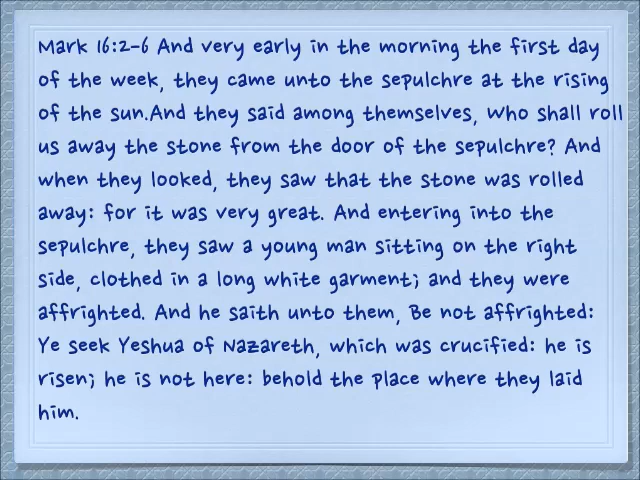 Mark 16:2-6 And very early in the morning the first day
of the week, they came unto the sepulchre at the rising
of the sun.And they said among themselves, Who shall roll
us away the stone from the door of the sepulchre? And
when they looked, they saw that the stone was rolled
away: for it was very great. And entering into the
sepulchre, they saw a young man sitting on the right
side, clothed in a long white garment; and they were
affrighted. And he saith unto them, Be not affrighted:
Ye seek Yeshua of Nazareth, which was crucified: he is
risen; he is not here: behold the place where they laid
him.